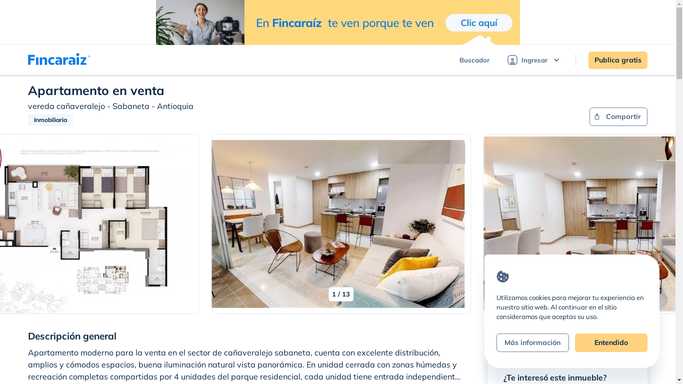 En Fincaraíz te ven porque te ven
Clic aquí
Fincaraiz
Buscador
Ingresar
Publica gratis
Apartamento en venta
vereda cañaveralejo - Sabaneta - Antioquia
Inmobiliaria
Compartir
1 / 13
Utilizamos cookies para mejorar tu experiencia en
nuestro sitio web. Al continuar en el sitio
consideramos que aceptas su uso.
Más información
Entendido
Descripción general
Apartamento moderno para la venta en el sector de cañaveralejo sabaneta, cuenta con excelente distribución,
amplios y cómodos espacios, buena iluminación natural vista panorámica. En unidad cerrada con zonas húmedas y
recreación completas compartidas por 4 unidades del parque residencial, cada unidad tiene entrada independient...
¿Te interesó este inmueble?